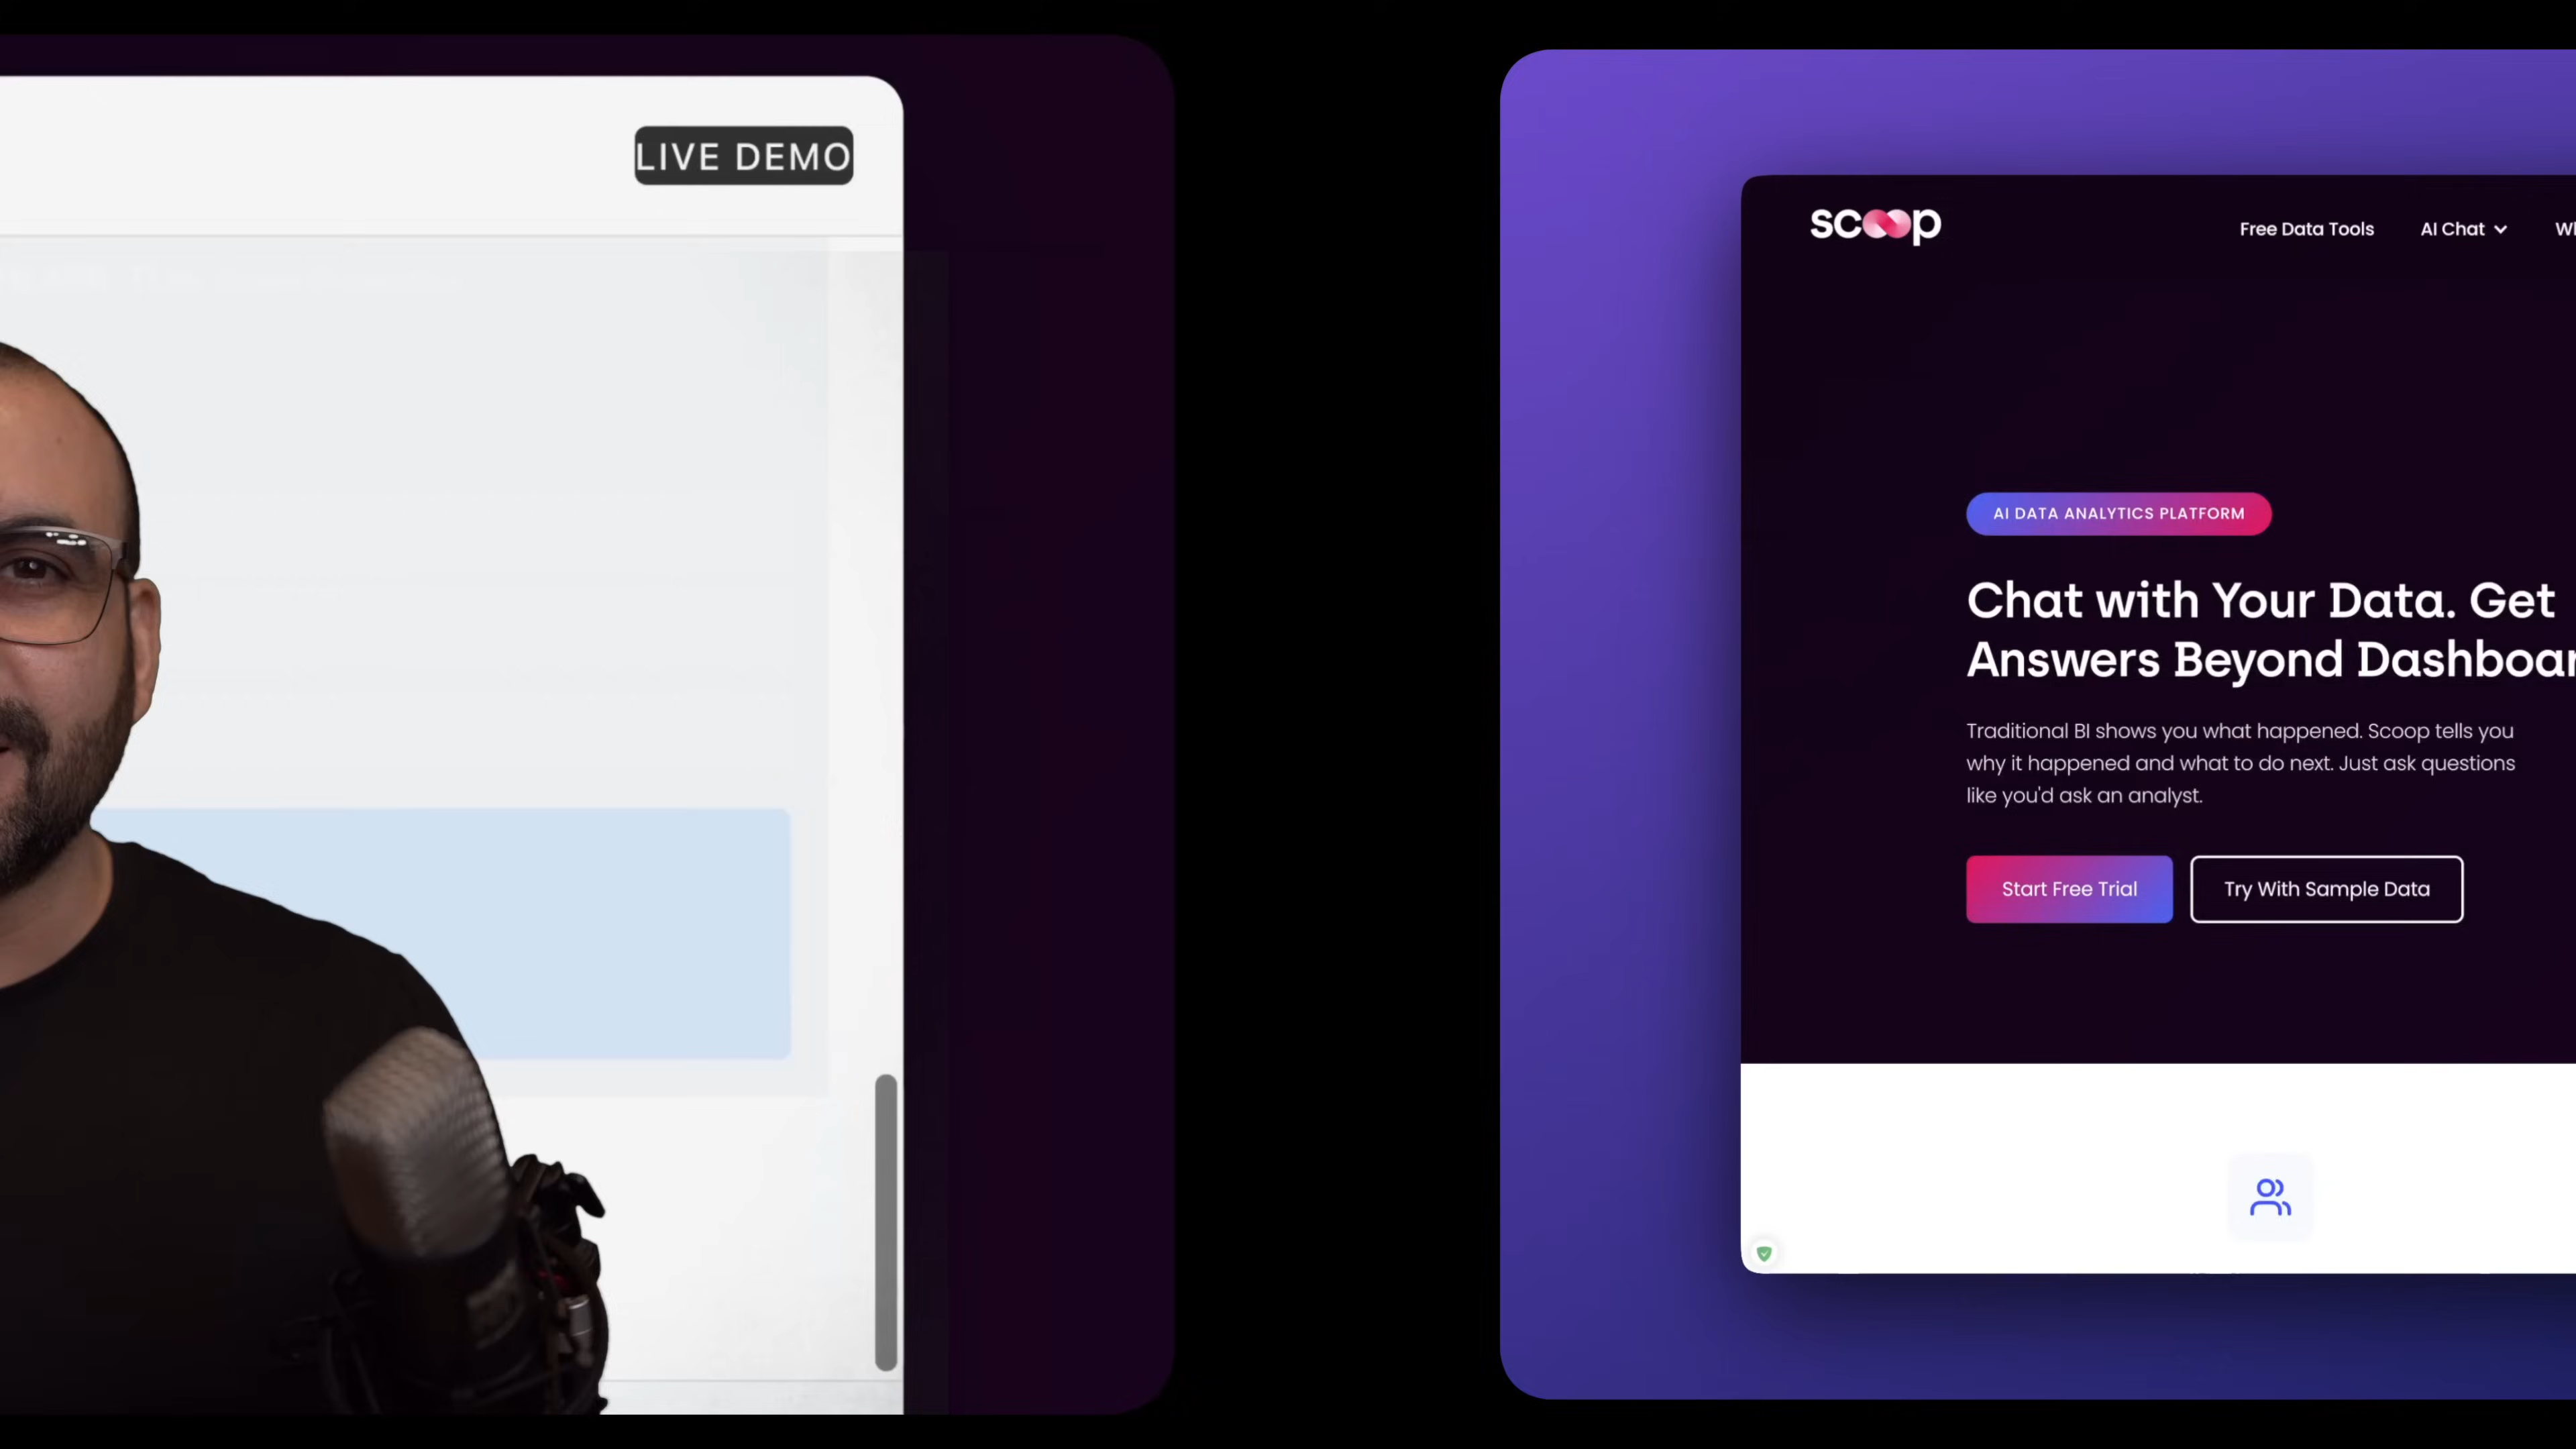 LIVE DEMO
scoop
Free Data Tools
AI Chat
Wh
AI DATA ANALYTICS PLATFORM
Chat with Your Data. Get
Answers Beyond Dashboar
Traditional BI shows you what happened. Scoop tells you
why it happened and what to do next. Just ask questions
like you'd ask an analyst.
Start Free Trial
Try With Sample Data